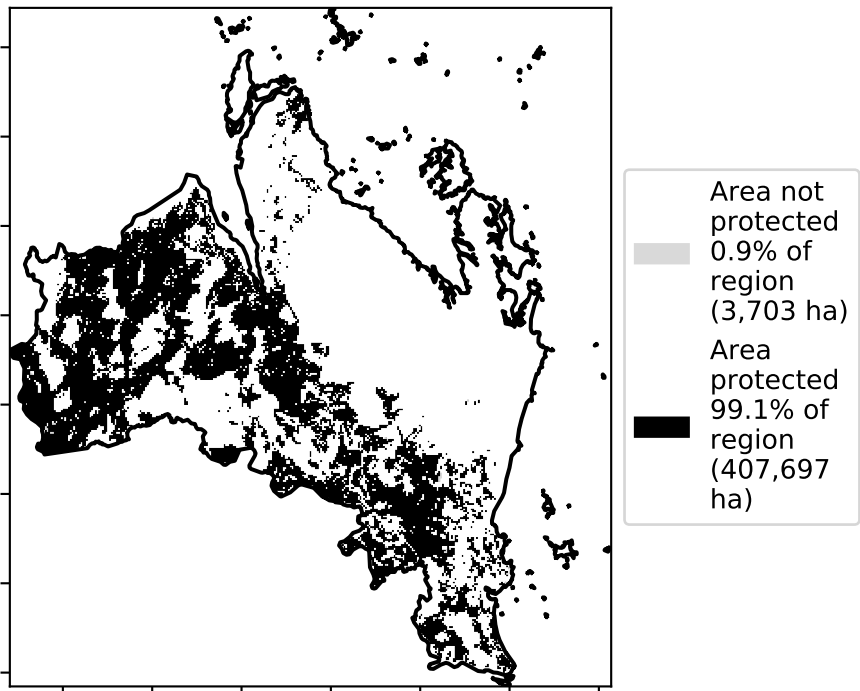 Area not
protected
0.9% of
region
(3,703 ha)
Area
protected
99.1% of
region
(407,697
ha)